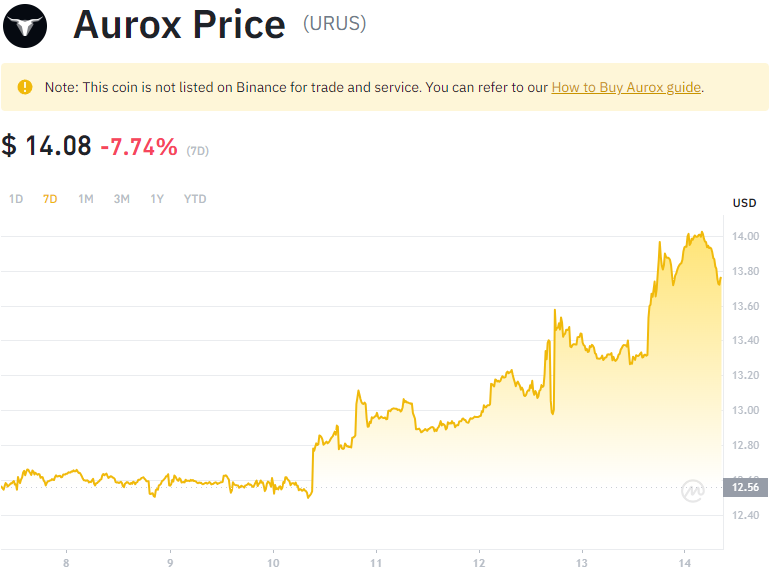 Aurox Price (URUS)
Note: This coin is not listed on Binance for trade and service. You can refer to our How to Buy Aurox guide.
$ 14.08 -7.74% (7D)
1D 7D 1M 3M 1Y YTD
USD
14.00
13.80
13.60
13.40
13.20
13.00
12.80
12.56
12.40
8 9 10 11 12 13 14